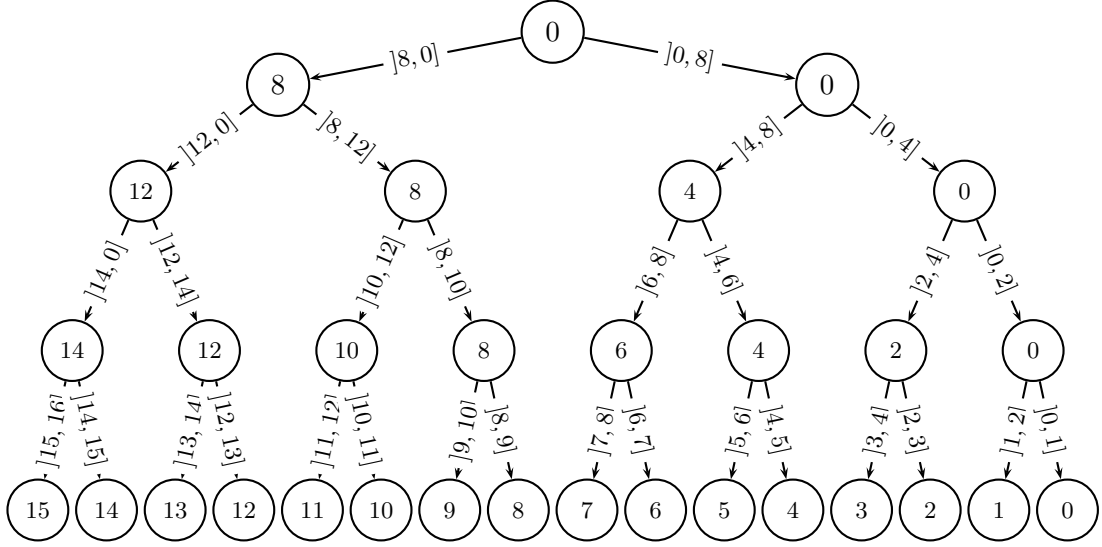 0
]8, 0] ]0, 8]
8 0
]12, 0] ]8, 12] ]4, 8] ]0, 4]
12 8 4 0
]14, 0] ]12, 14] ]10, 12] ]8, 10] ]6, 8] ]4, 6] ]2, 4] ]0, 2]
14 12 10 8 6 4 2 0
]15, 16] ]14, 15] ]13, 14] ]12, 13] ]11, 12] ]10, 11] ]9, 10] ]8, 9] ]7, 8] ]6, 7] ]5, 6] ]4, 5] ]3, 4] ]2, 3] ]1, 2] ]0, 1]
15 14 13 12 11 10 9 8 7 6 5 4 3 2 1 0